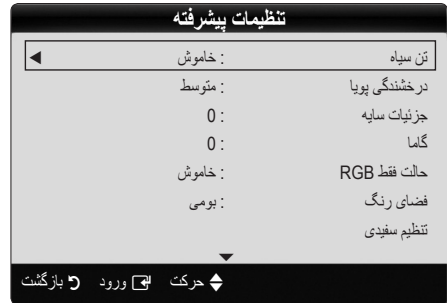 تنظیمات پیشرفته
تن سیاه : خاموش
درخشندگی پویا : متوسط
جزئیات سایه : 0
گاما : 0
حالت فقط RGB : خاموش
فضای رنگ : بومی
تنظیم سفیدی
حرکت ورود بازگشت